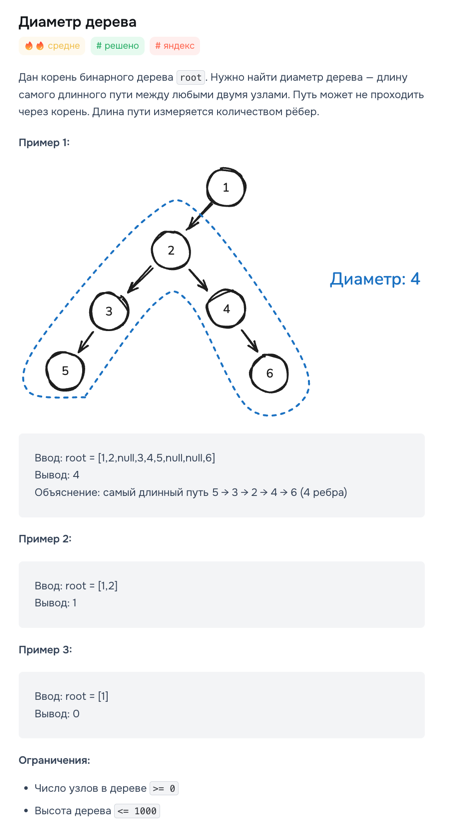 Диаметр дерева
🔥🔥 средне # решено # яндекс
Дан корень бинарного дерева root. Нужно найти диаметр дерева — длину
самого длинного пути между любыми двумя узлами. Путь может не проходить
через корень. Длина пути измеряется количеством рёбер.
Пример 1:
1
2
Диаметр: 4
3
4
5
6
Ввод: root = [1,2,null,3,4,5,null,null,6]
Вывод: 4
Объяснение: самый длинный путь 5 → 3 → 2 → 4 → 6 (4 ребра)
Пример 2:
Ввод: root = [1,2]
Вывод: 1
Пример 3:
Ввод: root = [1]
Вывод: 0
Ограничения:
• Число узлов в дереве >= 0
• Высота дерева <= 1000